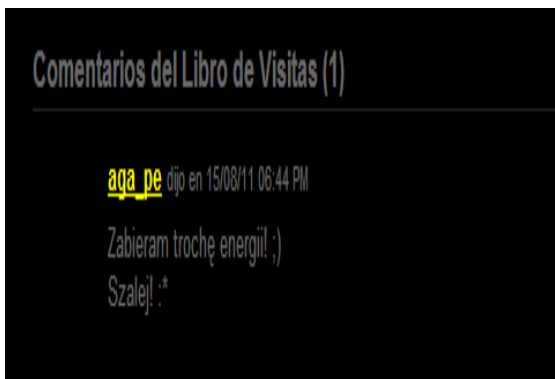 Comentarios del Libro de Visitas (1)
aga_pe dijo en 15/08/11 06:44 PM
Zabieram trochę energii! ;)
Szalej! :*